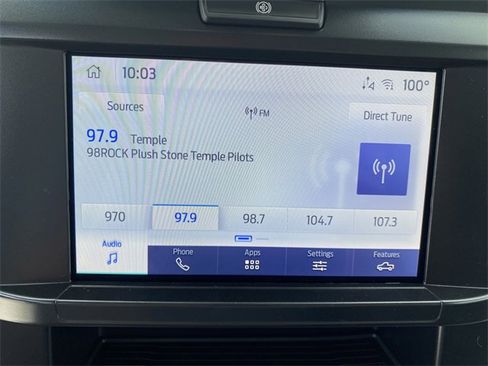 10:03
100°
Sources
FM
Direct Tune
97.9 Temple
98ROCK Plush Stone Temple Pilots
970 97.9 98.7 104.7 107.3
Audio Phone Apps Settings Features